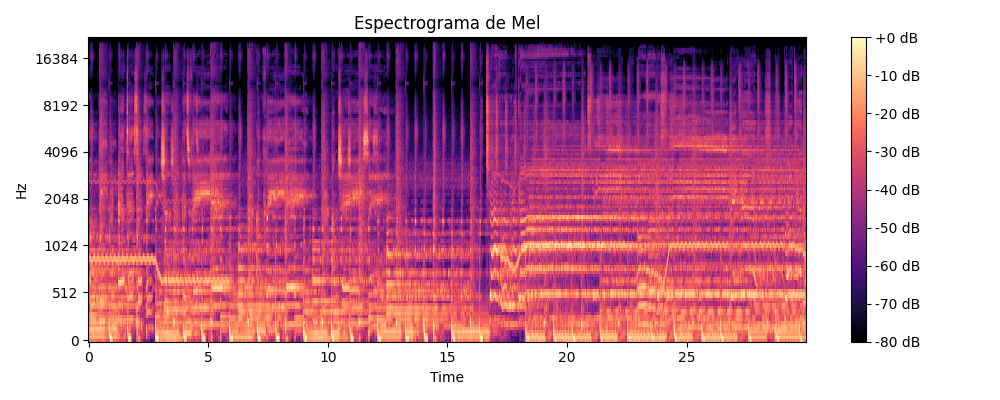 Espectrograma de Mel
Hz
16384
8192
4096
2048
1024
512
0
0 5 10 15 20 25
Time
+0 dB
-10 dB
-20 dB
-30 dB
-40 dB
-50 dB
-60 dB
-70 dB
-80 dB